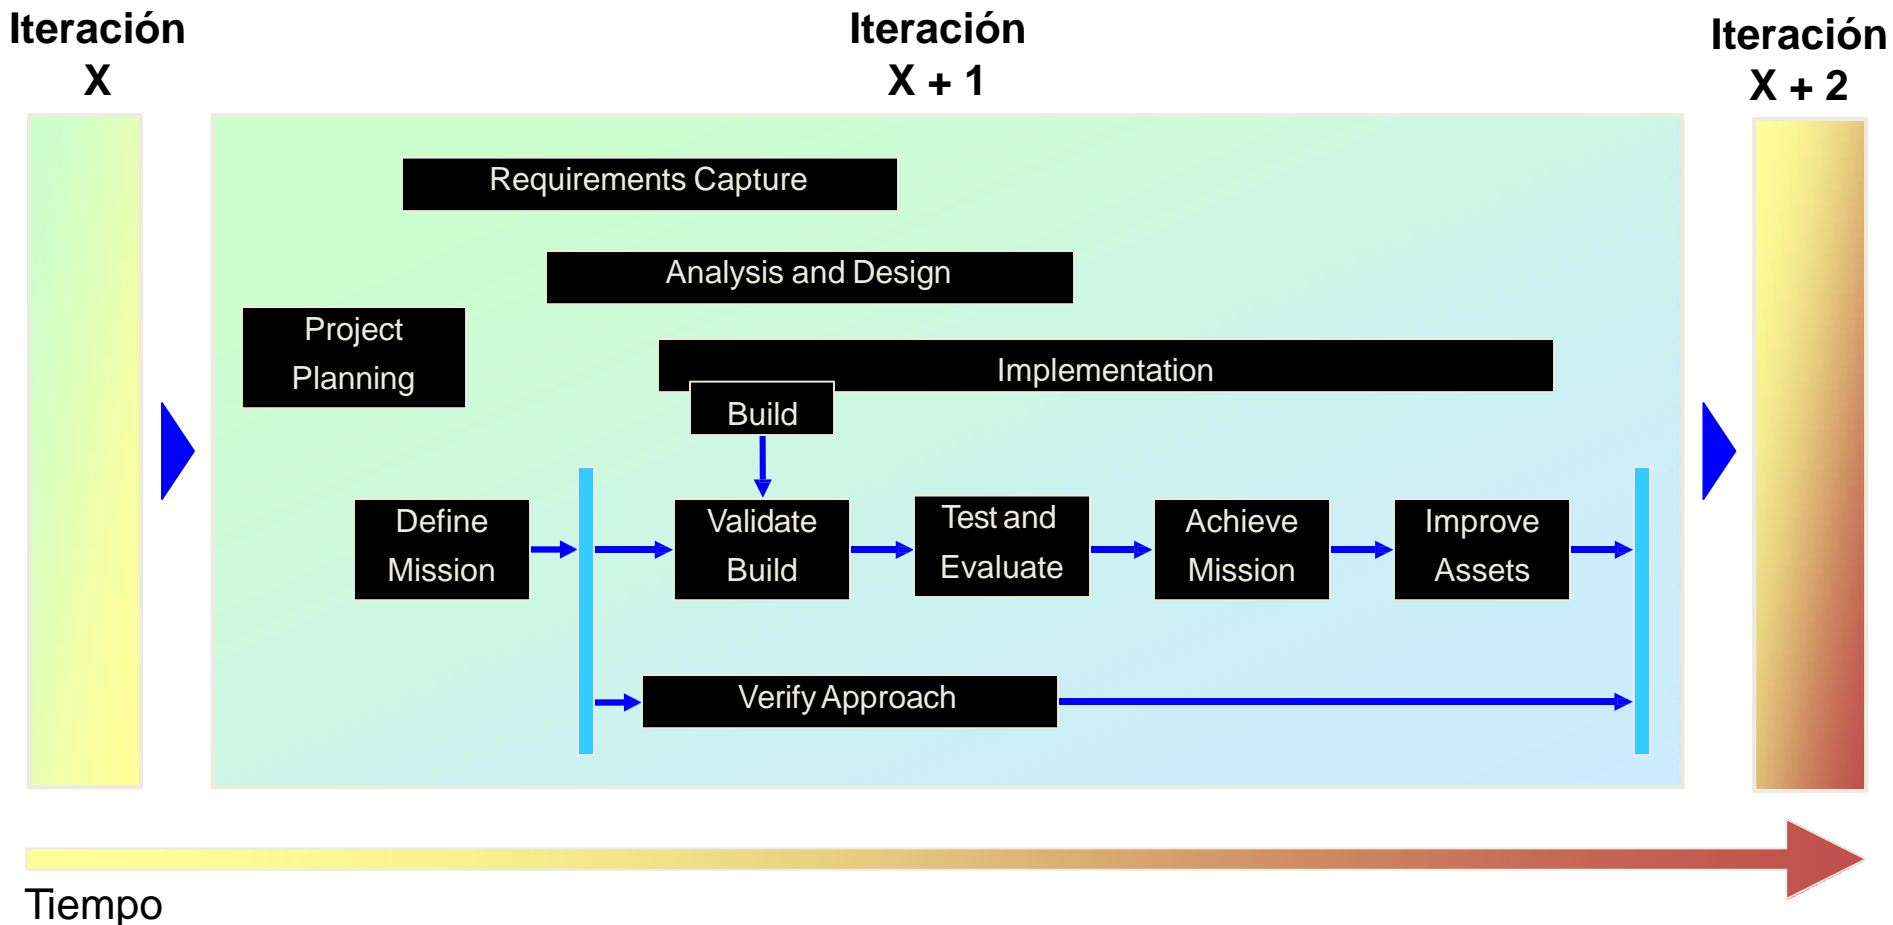 Iteración
X
Iteración
X + 1
Iteración
X + 2
Requirements Capture
Analysis and Design
Project
Planning
Implementation
Build
Define
Mission
Validate
Build
Test and
Evaluate
Achieve
Mission
Improve
Assets
Verify Approach
Tiempo